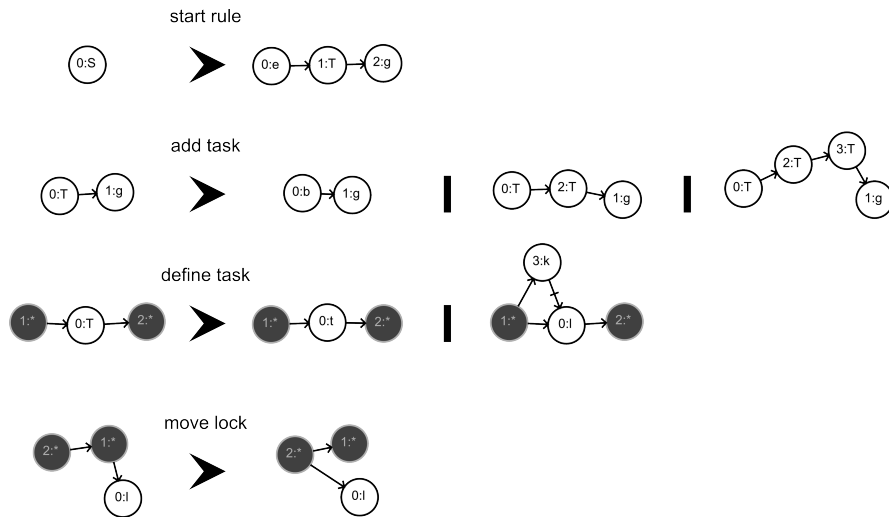 start rule
0:S
0:e 1:T 2:g
add task
0:T 1:g
0:b 1:g
0:T 2:T 1:g
0:T 2:T 3:T 1:g
define task
1:* 0:T 2:*
1:* 0:t 2:*
3:k
1:* 0:l 2:*
move lock
2:* 1:*
0:l
2:* 1:*
0:l